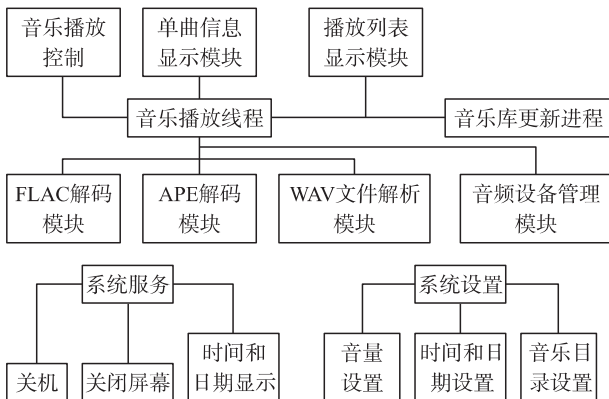 音乐播放
控制
单曲信息
显示模块
播放列表
显示模块
音乐播放线程
音乐库更新进程
FLAC解码
模块
APE解码
模块
WAV文件解析
模块
音频设备管理
模块
系统服务
系统设置
关机
关闭屏幕
时间和
日期显示
音量
设置
时间和日
期设置
音乐目
录设置